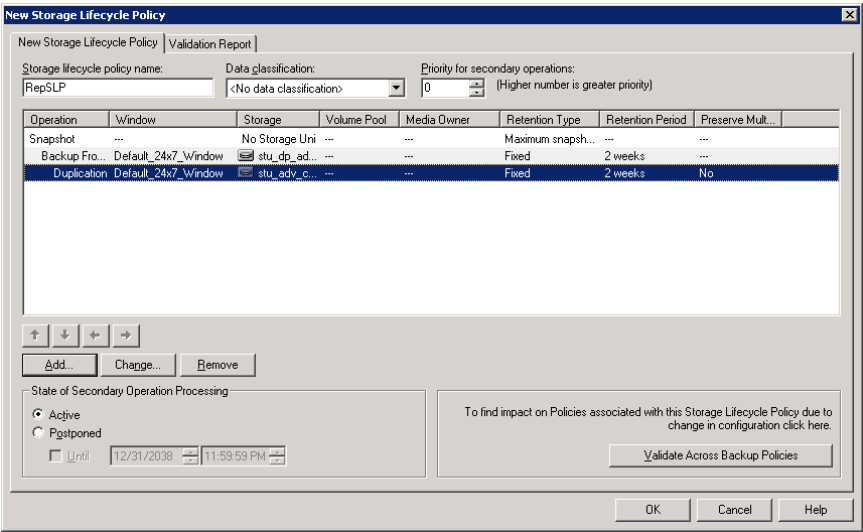 New Storage Lifecycle Policy
New Storage Lifecycle Policy Validation Report
Storage lifecycle policy name: Data classification: Priority for secondary operations:
RepSLP <No data classification> 0 (Higher number is greater priority)
Operation Window Storage Volume Pool Media Owner Retention Type Retention Period Preserve Mult...
Snapshot --- No Storage Uni --- --- Maximum snapsh... --- ---
Backup Fro... Default_24x7_Window stu_dp_ad... --- --- Fixed 2 weeks ---
Duplication Default_24x7_Window stu_adv_c... --- --- Fixed 2 weeks No
Add... Change... Remove
State of Secondary Operation Processing
Active
Postponed
Until 12/31/2038 11:59:59 PM
To find impact on Policies associated with this Storage Lifecycle Policy due to
change in configuration click here.
Validate Across Backup Policies
OK Cancel Help